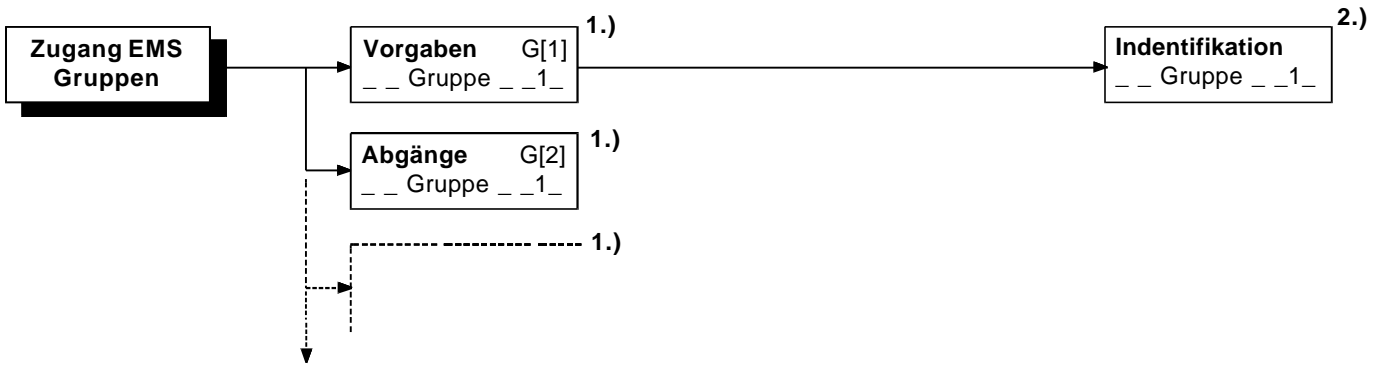 Zugang EMS
Gruppen
Vorgaben G[1]
_ _ Gruppe _ _1_
1.)
Indentifikation
_ _ Gruppe _ _1_
2.)
Abgänge G[2]
_ _ Gruppe _ _1_
1.)
1.)